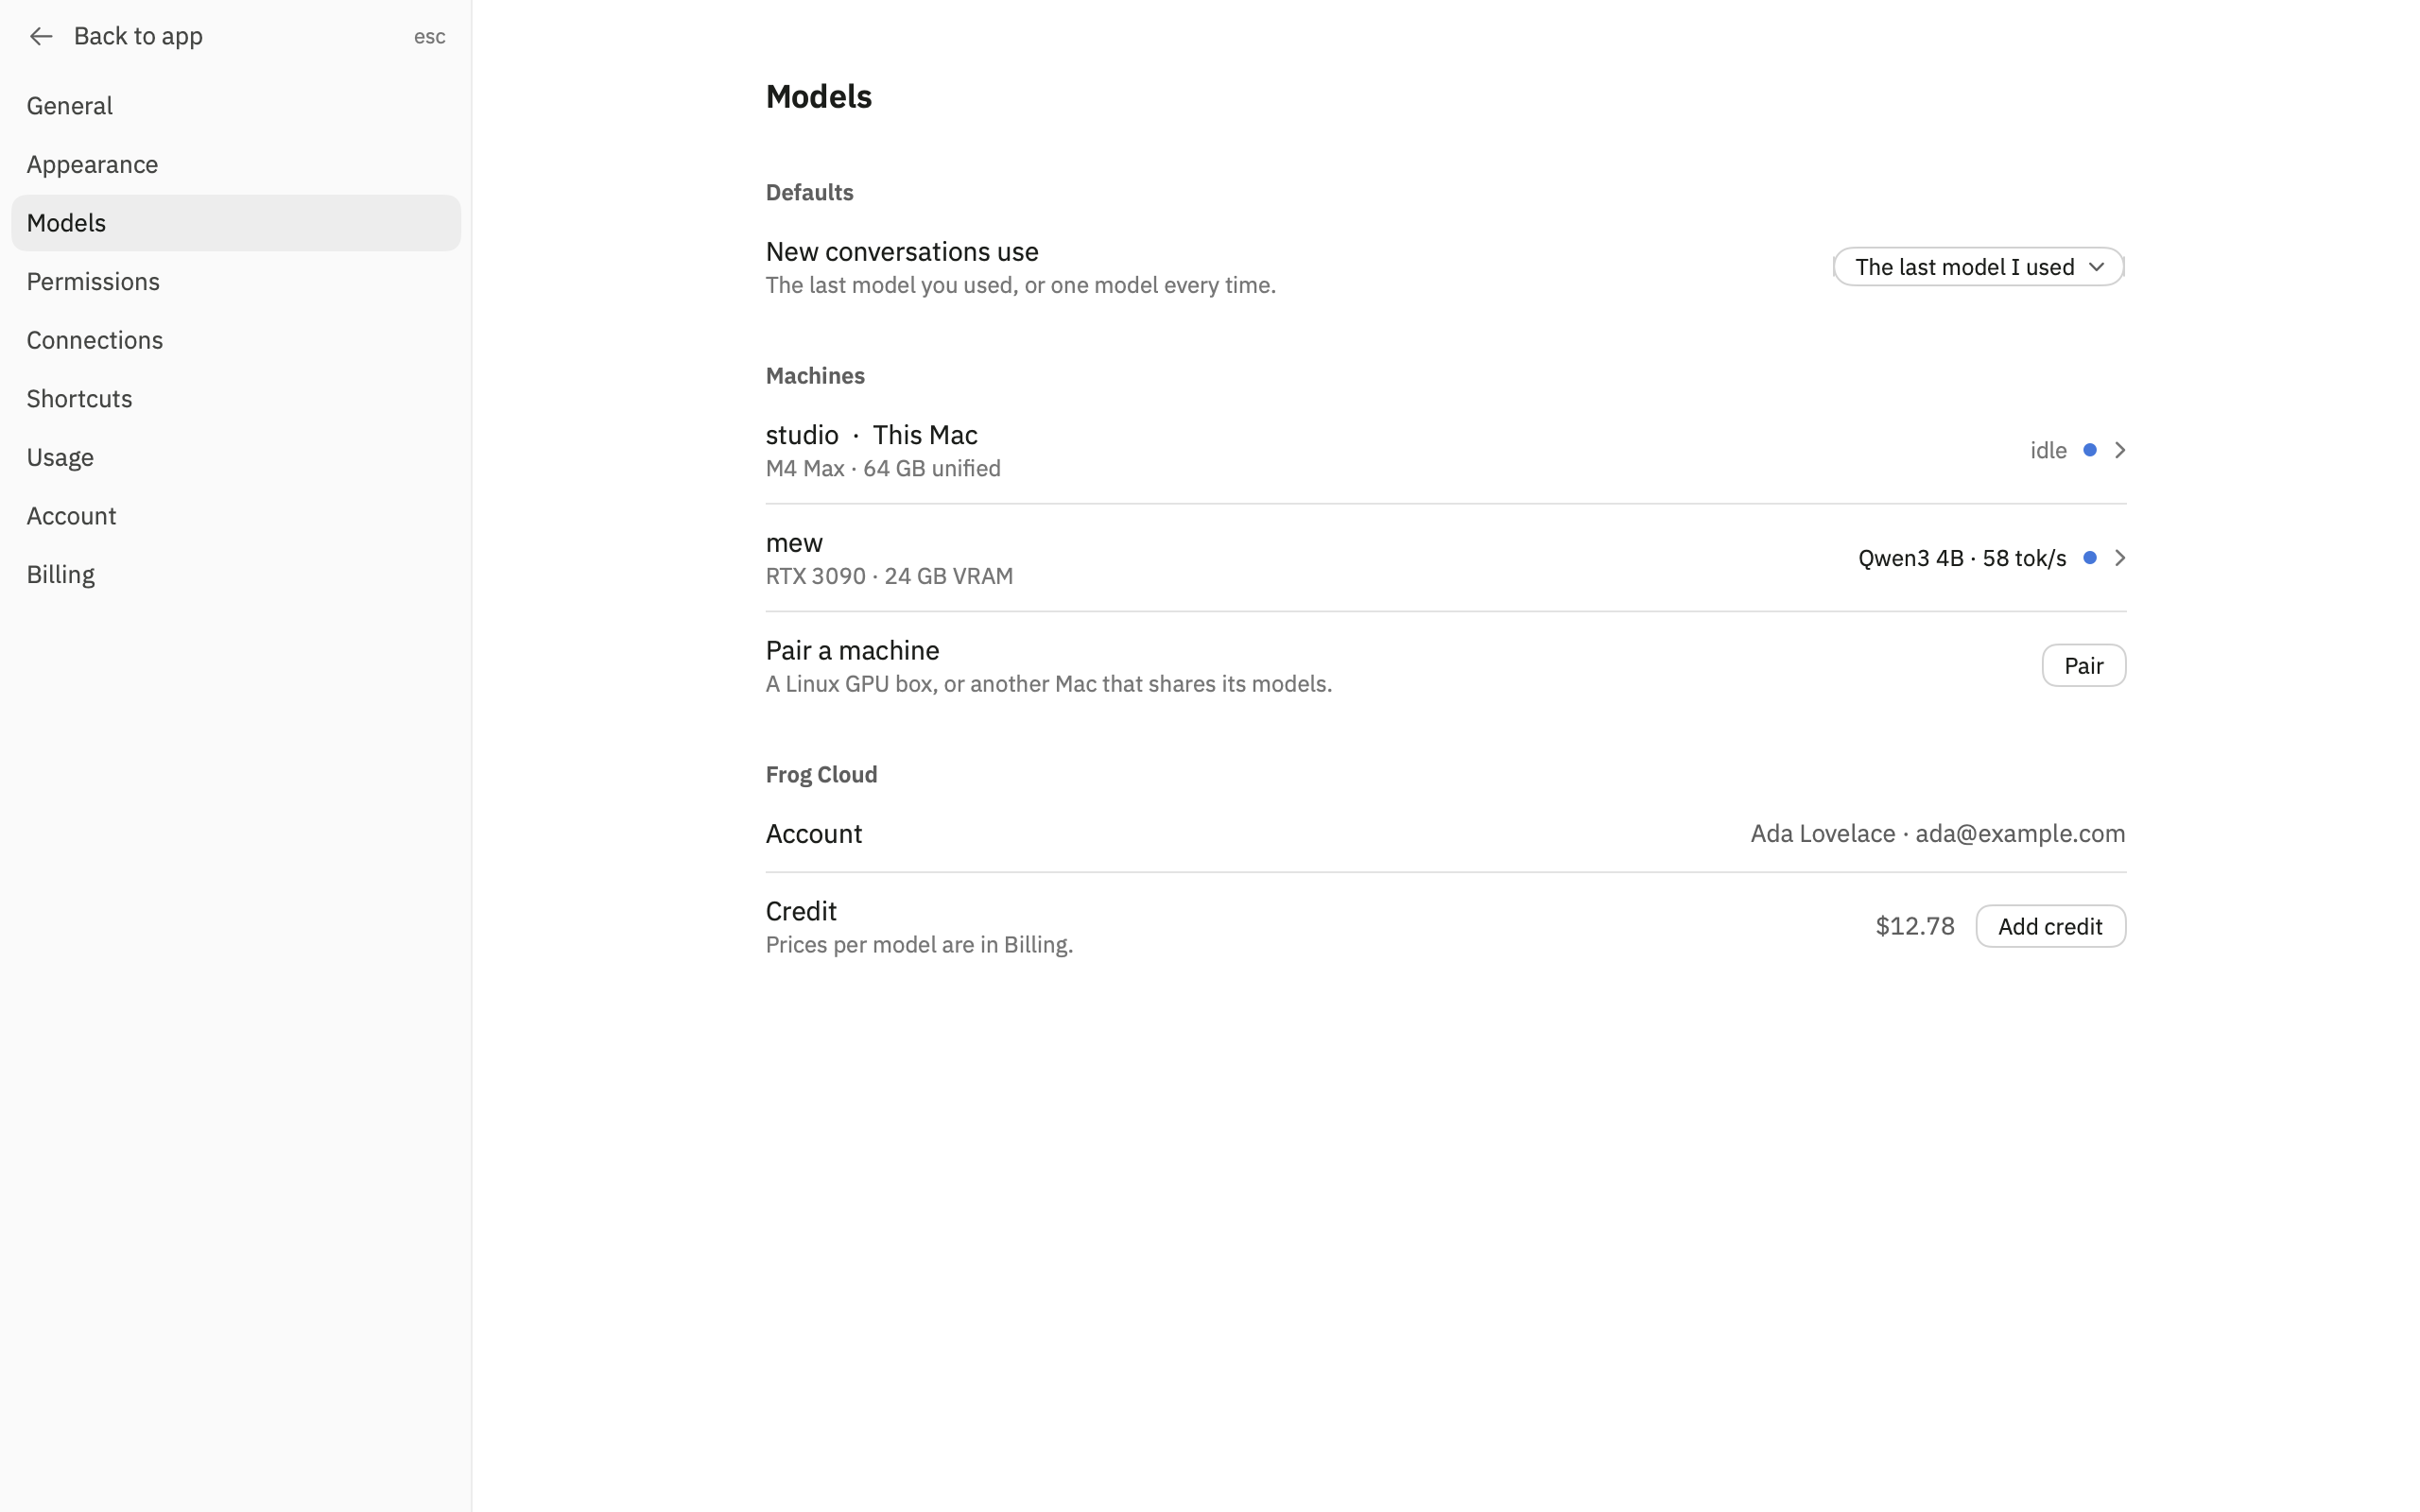 Back to app esc
General
Appearance
Models
Permissions
Connections
Shortcuts
Usage
Account
Billing
Models
Defaults
New conversations use
The last model you used, or one model every time.
The last model I used
Machines
studio · This Mac
M4 Max · 64 GB unified
idle
mew
RTX 3090 · 24 GB VRAM
Qwen3 4B · 58 tok/s
Pair a machine
A Linux GPU box, or another Mac that shares its models.
Pair
Frog Cloud
Account
Ada Lovelace · ada@example.com
Credit
Prices per model are in Billing.
$12.78
Add credit